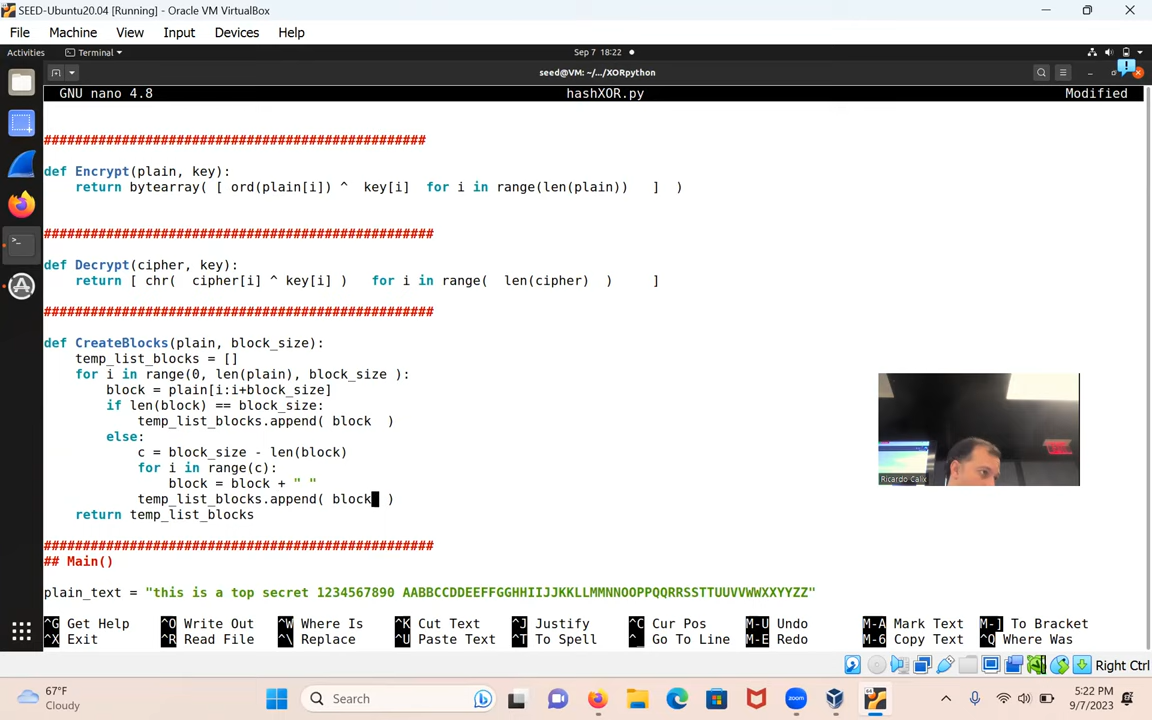 SEED-Ubuntu20.04 [Running] - Oracle VM VirtualBox
File Machine View Input Devices Help
Activities Terminal Sep 7 18:22
seed@VM: ~/.../XORpython
GNU nano 4.8 hashXOR.py Modified
#################################################
def Encrypt(plain, key):
    return bytearray( [ ord(plain[i]) ^  key[i]  for i in range(len(plain))   ]  )
##################################################
def Decrypt(cipher, key):
    return [ chr(  cipher[i] ^ key[i] )   for i in range(  len(cipher)  )     ]
##################################################
def CreateBlocks(plain, block_size):
    temp_list_blocks = []
    for i in range(0, len(plain), block_size ):
        block = plain[i:i+block_size]
        if len(block) == block_size:
            temp_list_blocks.append( block  )
        else:
            c = block_size - len(block)
            for i in range(c):
                block = block + " "
            temp_list_blocks.append( block  )
    return temp_list_blocks
##################################################
## Main()
plain_text = "this is a top secret 1234567890 AABBCCDDEEFFGGHHIIJJKKLLMMNNOOPPQQRRSSTTUUVVWWXXYYZZ"
Ricardo Calix
^G Get Help ^O Write Out ^W Where Is ^K Cut Text ^J Justify ^C Cur Pos M-U Undo M-A Mark Text M-] To Bracket
^X Exit ^R Read File ^\ Replace ^U Paste Text ^T To Spell ^_ Go To Line M-E Redo M-6 Copy Text ^Q Where Was
Right Ctrl
67°F
Cloudy
Search
zoom
5:22 PM
9/7/2023